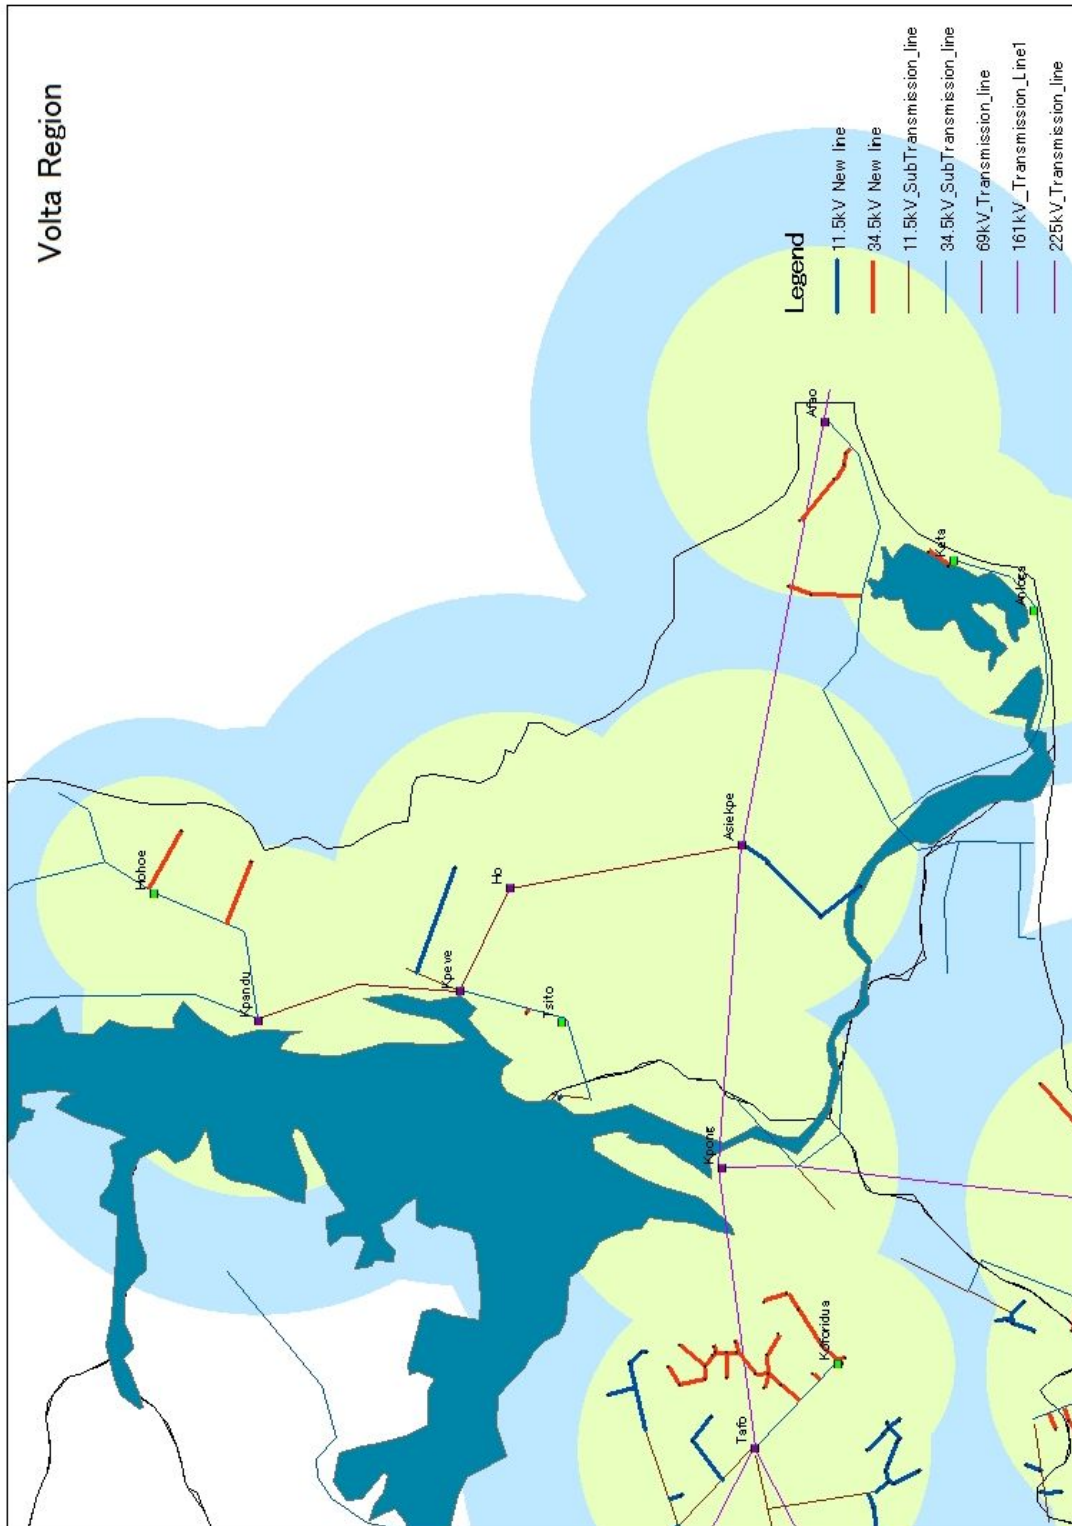 Volta Region
Hohoe
Kpandu
Kpeve
Ho
Tsito
Asiekpe
Kpong
Tafo
Koforidua
Afao
Keta
Anloga
Legend
11.5kV New line
34.5kV New line
11.5kV_SubTransmission_line
34.5kV_SubTransmission_line
69kV_Transmission_line
161kV_Transmission_Line1
225kV_Transmission_line